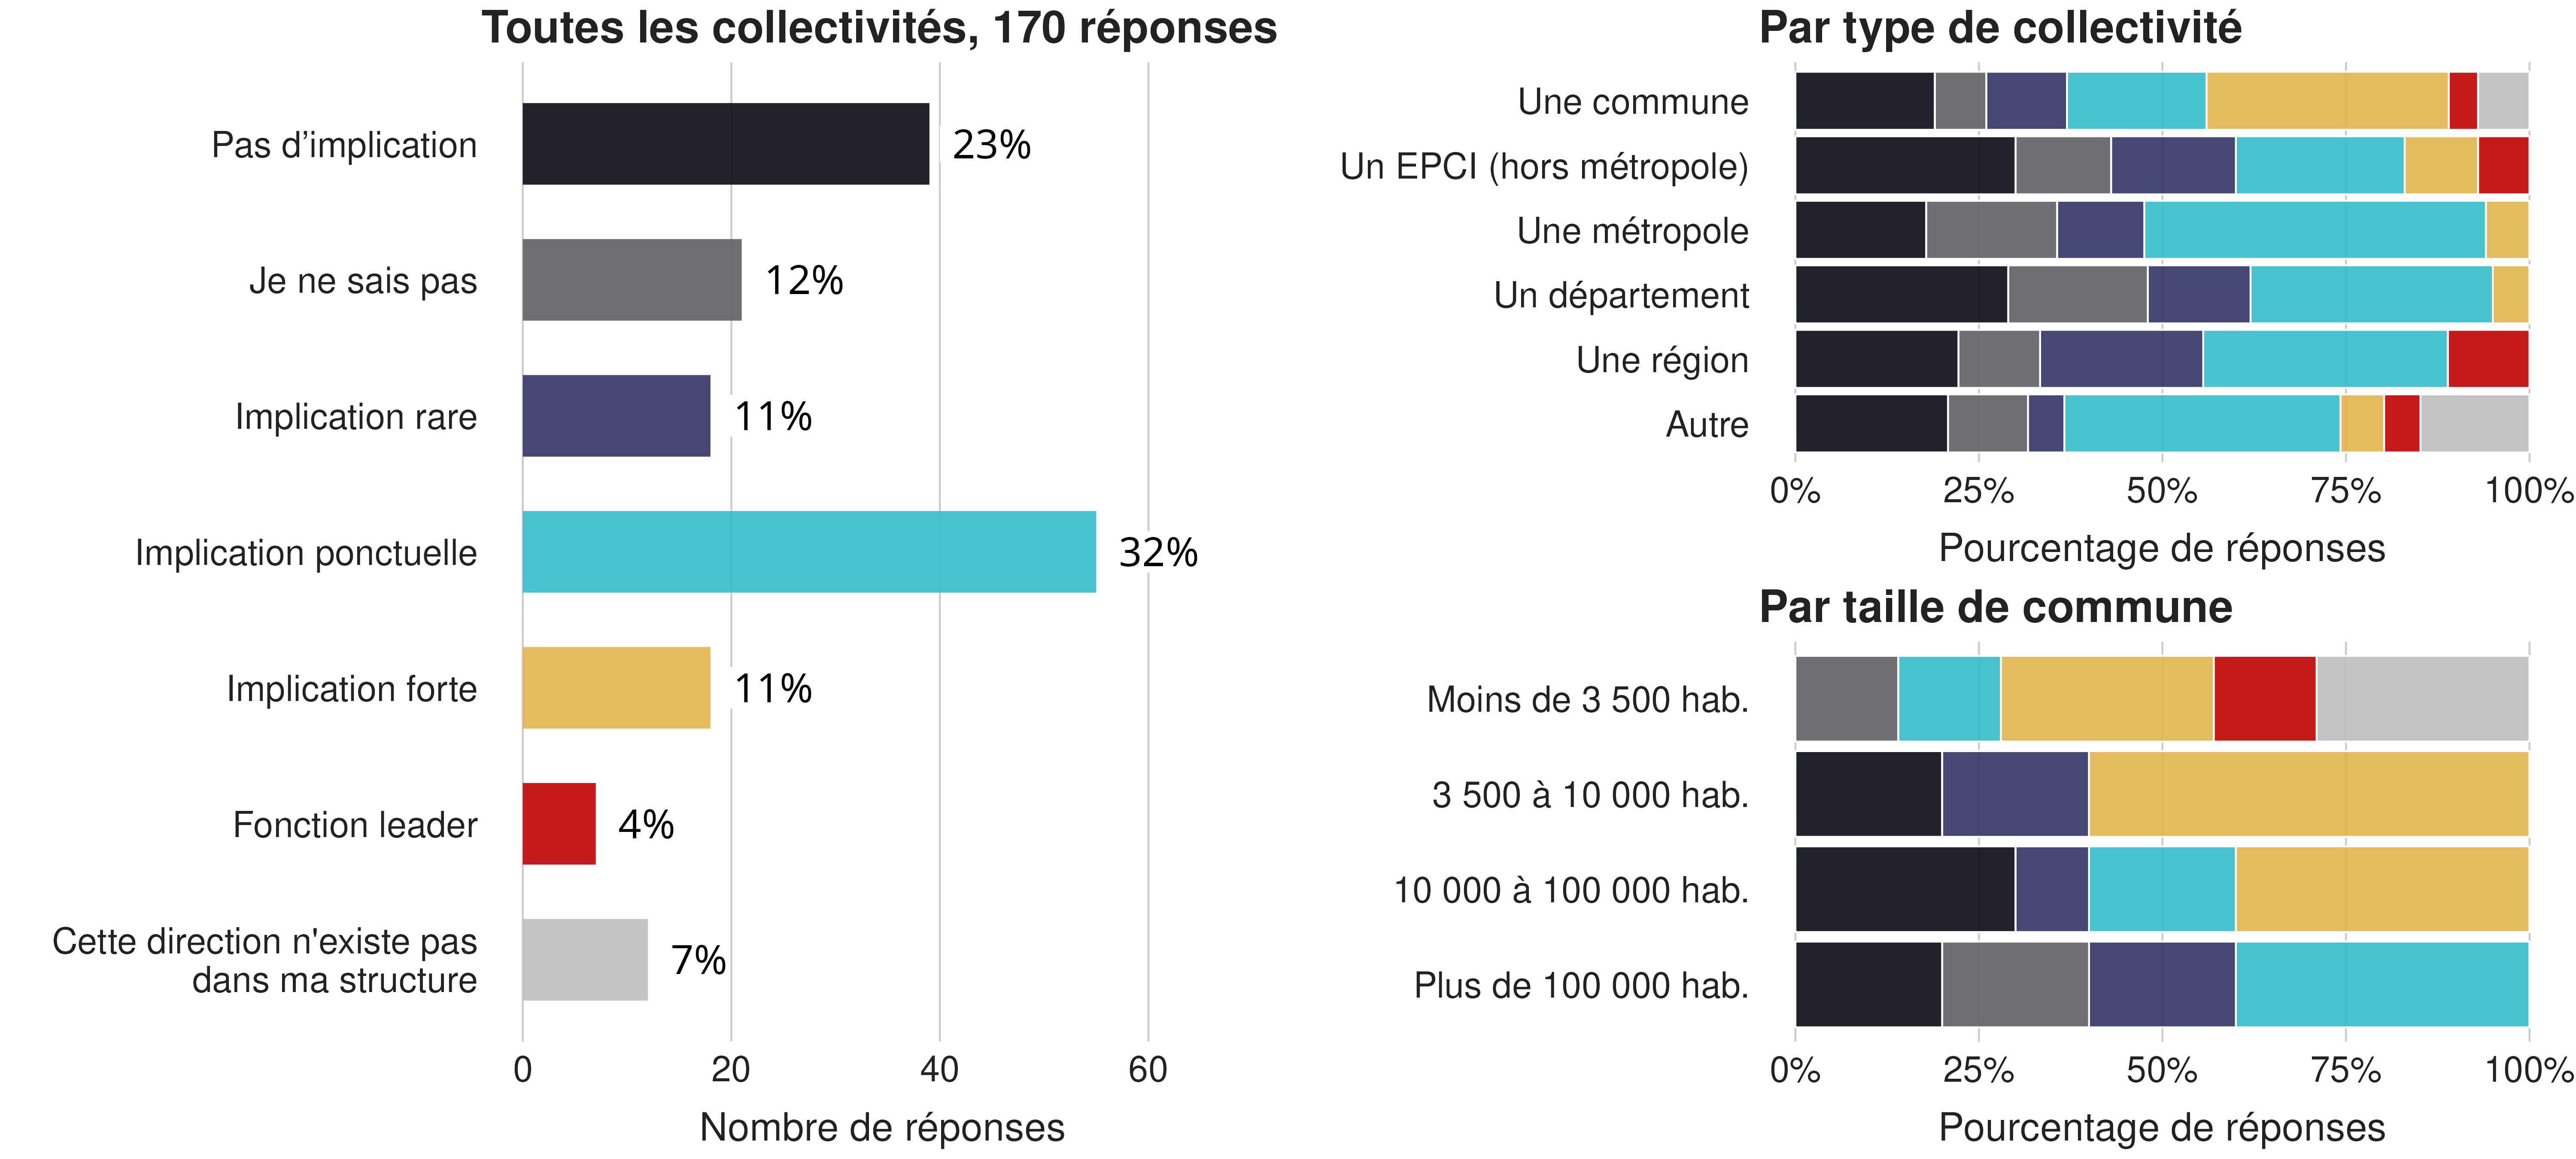 Toutes les collectivités, 170 réponses
Pas d’implication
23%
Je ne sais pas
12%
Implication rare
11%
Implication ponctuelle
32%
Implication forte
11%
Fonction leader
4%
Cette direction n'existe pas
dans ma structure
7%
0 20 40 60
Nombre de réponses
Par type de collectivité
Une commune
Un EPCI (hors métropole)
Une métropole
Un département
Une région
Autre
0% 25% 50% 75% 100%
Pourcentage de réponses
Par taille de commune
Moins de 3 500 hab.
3 500 à 10 000 hab.
10 000 à 100 000 hab.
Plus de 100 000 hab.
0% 25% 50% 75% 100%
Pourcentage de réponses